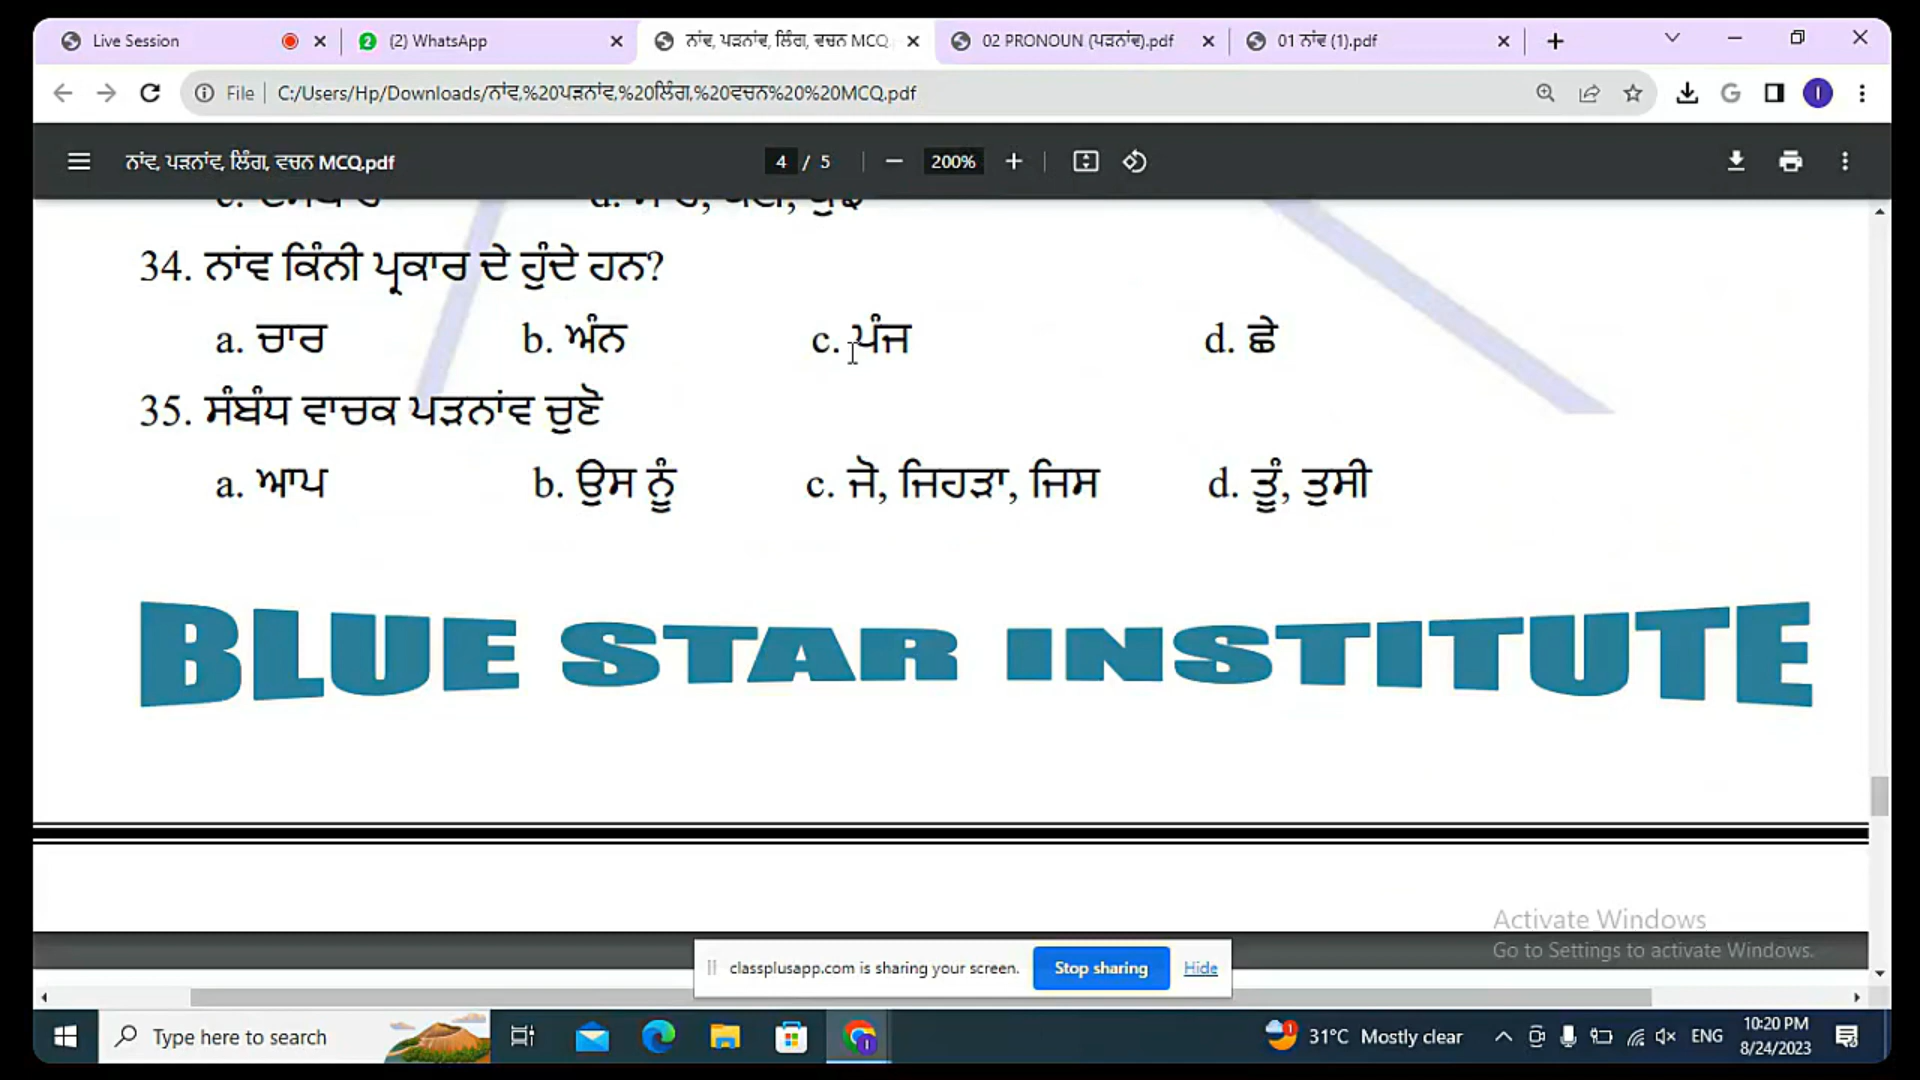 Live Session
(2) WhatsApp
ਨਾਂਵ, ਪੜਨਾਂਵ, ਲਿੰਗ, ਵਚਨ MCQ
02 PRONOUN (ਪੜਨਾਂਵ).pdf
01 ਨਾਂਵ (1).pdf
File
C:/Users/Hp/Downloads/ਨਾਂਵ,%20ਪੜਨਾਂਵ,%20ਲਿੰਗ,%20ਵਚਨ%20%20MCQ.pdf
ਨਾਂਵ, ਪੜਨਾਂਵ, ਲਿੰਗ, ਵਚਨ MCQ.pdf
4 / 5
200%
34. ਨਾਂਵ ਕਿੰਨੀ ਪ੍ਰਕਾਰ ਦੇ ਹੁੰਦੇ ਹਨ?
a. ਚਾਰ b. ਅੰਨ c. ਪੰਜ d. ਛੇ
35. ਸੰਬੰਧ ਵਾਚਕ ਪੜਨਾਂਵ ਚੁਣੋ
a. ਆਪ b. ਉਸ ਨੂੰ c. ਜੋ, ਜਿਹੜਾ, ਜਿਸ d. ਤੂੰ, ਤੁਸੀ
BLUE STAR INSTITUTE
Activate Windows
Go to Settings to activate Windows.
classplusapp.com is sharing your screen.
Stop sharing
Hide
Type here to search
31°C Mostly clear
ENG
10:20 PM
8/24/2023